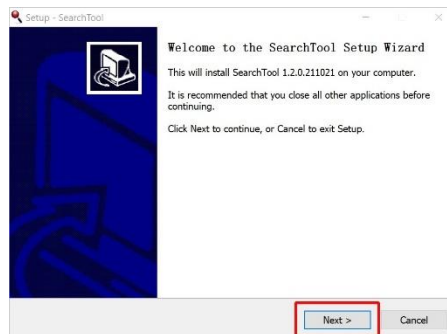 Setup - SearchTool
Welcome to the SearchTool Setup Wizard
This will install SearchTool 1.2.0.211021 on your computer.
It is recommended that you close all other applications before
continuing.
Click Next to continue, or Cancel to exit Setup.
Next >
Cancel